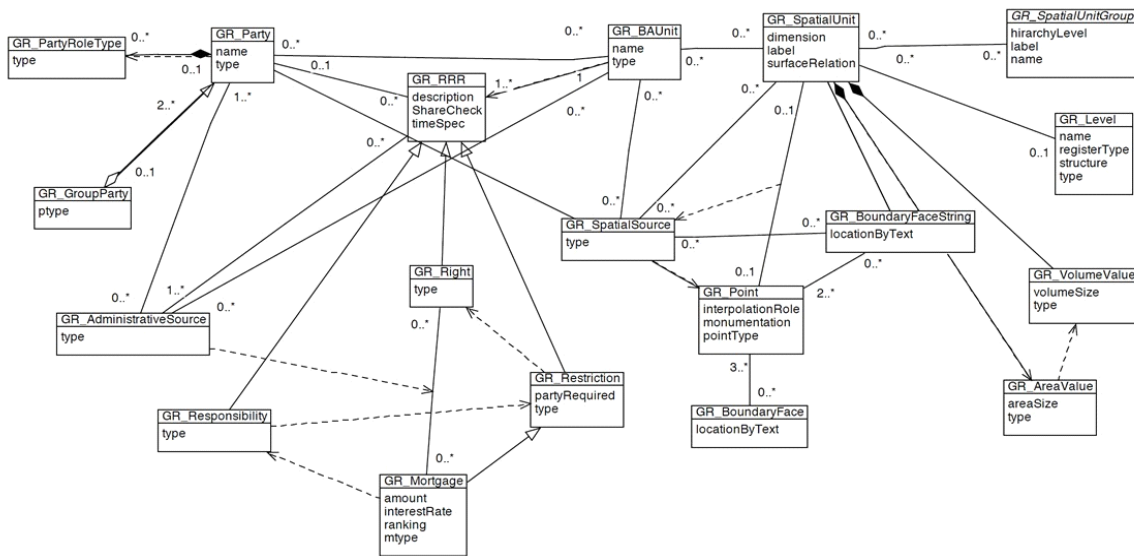 GR_PartyRoleType
type
0..*
0..1
GR_Party
name
type
0..*
0..1
0..*
2..*
1..*
0..1
GR_GroupParty
ptype
GR_RRR
description
ShareCheck
timeSpec
0..*
0..*
1..*
1
0..*
GR_BAUnit
name
type
0..*
0..*
0..*
GR_SpatialUnit
dimension
label
surfaceRelation
0..*
0..*
0..*
0..1
0..*
0..*
GR_SpatialUnitGroup
hirarchyLevel
label
name
GR_Level
name
registerType
structure
type
0..1
GR_SpatialSource
type
0..*
0..*
0..*
0..*
GR_BoundaryFaceString
locationByText
0..*
2..*
0..1
GR_Point
interpolationRole
monumentation
pointType
3..*
0..*
GR_BoundaryFace
locationByText
GR_VolumeValue
volumeSize
type
GR_AreaValue
areaSize
type
GR_Right
type
0..*
0..*
1..*
0..*
GR_AdministrativeSource
type
GR_Restriction
partyRequired
type
GR_Responsibility
type
0..*
GR_Mortgage
amount
interestRate
ranking
mtype